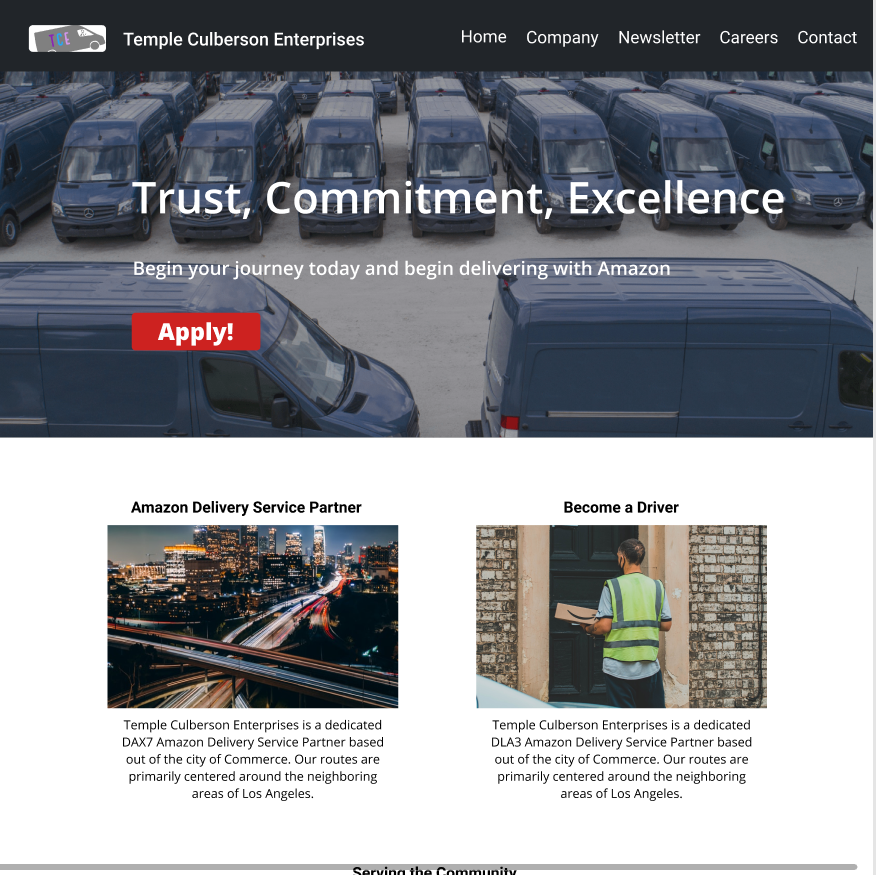 TCE
Temple Culberson Enterprises
Home Company Newsletter Careers Contact
Trust, Commitment, Excellence
Begin your journey today and begin delivering with Amazon
Apply!
Amazon Delivery Service Partner
Temple Culberson Enterprises is a dedicated
DAX7 Amazon Delivery Service Partner based
out of the city of Commerce. Our routes are
primarily centered around the neighboring
areas of Los Angeles.
Become a Driver
Temple Culberson Enterprises is a dedicated
DLA3 Amazon Delivery Service Partner based
out of the city of Commerce. Our routes are
primarily centered around the neighboring
areas of Los Angeles.
Serving the Community